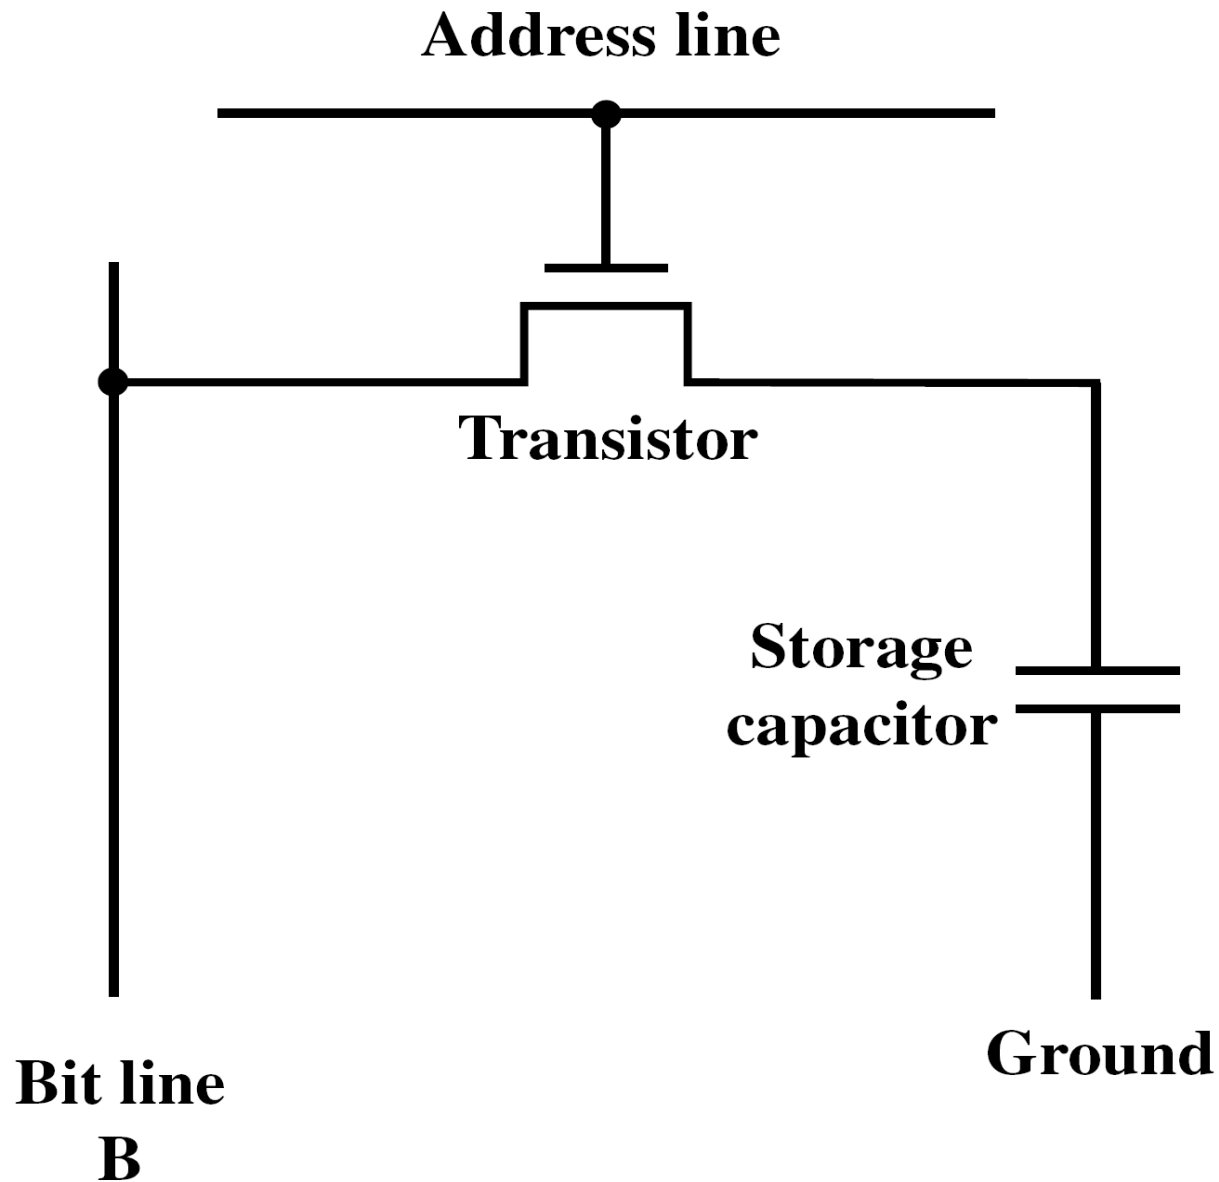 Address line
Transistor
Storage
capacitor
Ground
Bit line
B